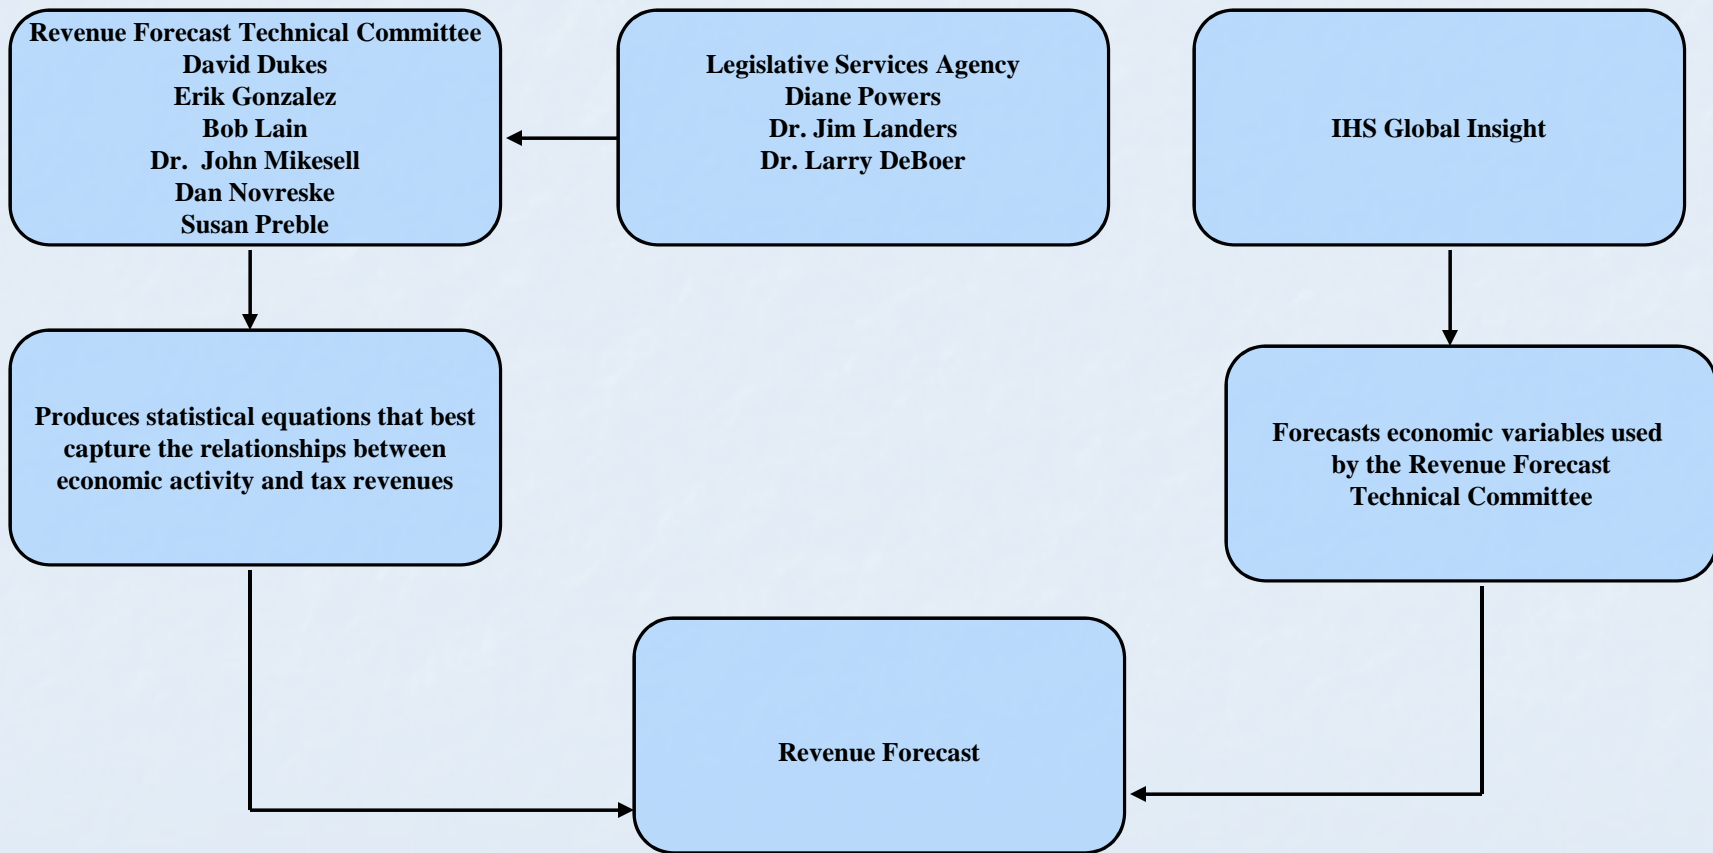 Revenue Forecast Technical Committee
David Dukes
Erik Gonzalez
Bob Lain
Dr.  John Mikesell
Dan Novreske
Susan Preble
Legislative Services Agency
Diane Powers
Dr. Jim Landers
Dr. Larry DeBoer
IHS Global Insight
Produces statistical equations that best
capture the relationships between
economic activity and tax revenues
Forecasts economic variables used
by the Revenue Forecast
Technical Committee
Revenue Forecast